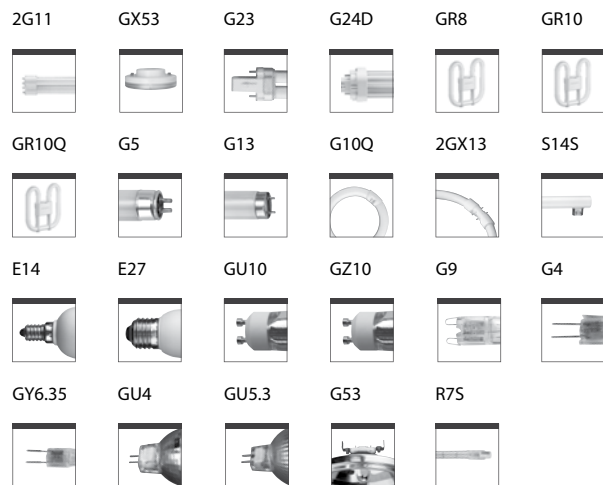 2G11 GX53 G23 G24D GR8 GR10
GR10Q G5 G13 G10Q 2GX13 S14S
E14 E27 GU10 GZ10 G9 G4
GY6.35 GU4 GU5.3 G53 R7S